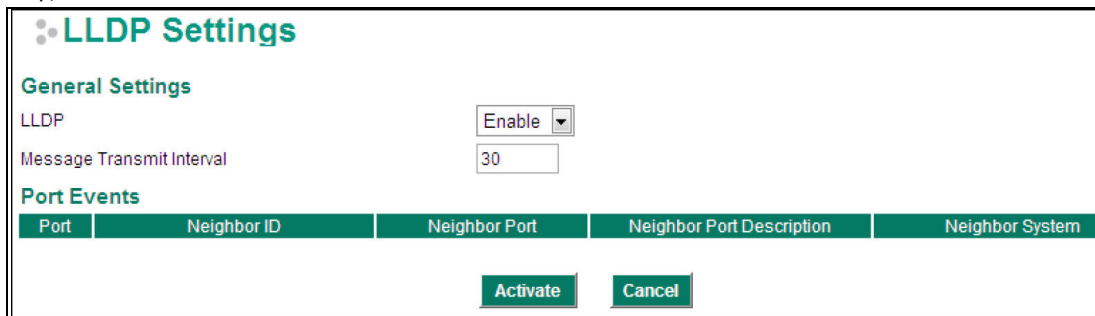 LLDP Settings
General Settings
LLDP Enable
Message Transmit Interval 30
Port Events
Port Neighbor ID Neighbor Port Neighbor Port Description Neighbor System
Activate Cancel